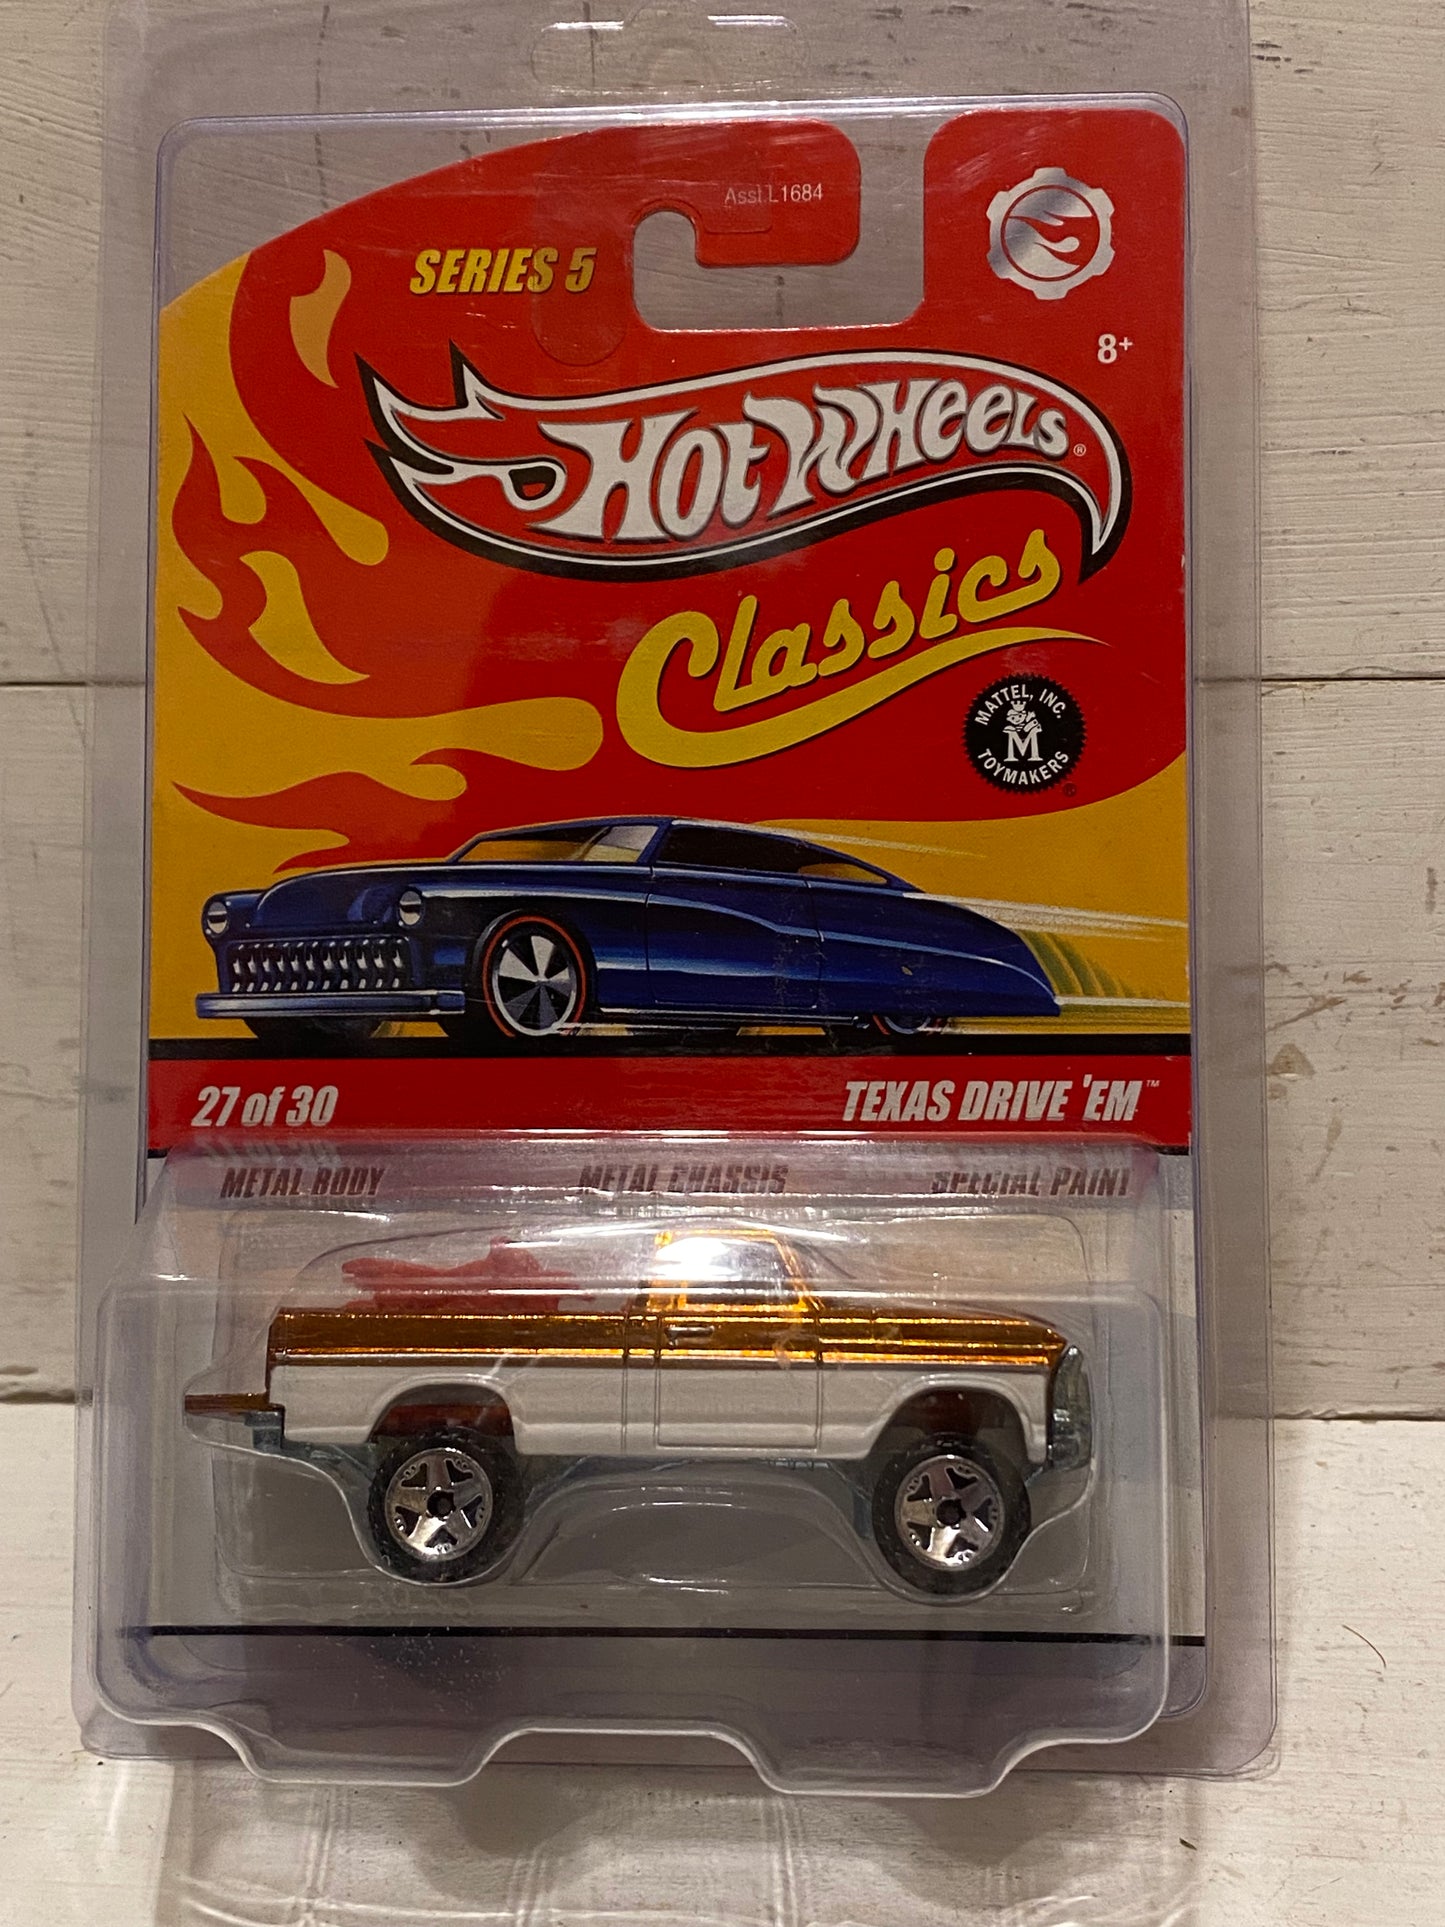 Asst.L1684
SERIES 5
8+
HOT WHEELS®
Classics
MATTEL, INC.
M
TOYMAKERS
®
27 of 30
TEXAS DRIVE 'EM™
METAL BODY
METAL CHASSIS
SPECIAL PAINT